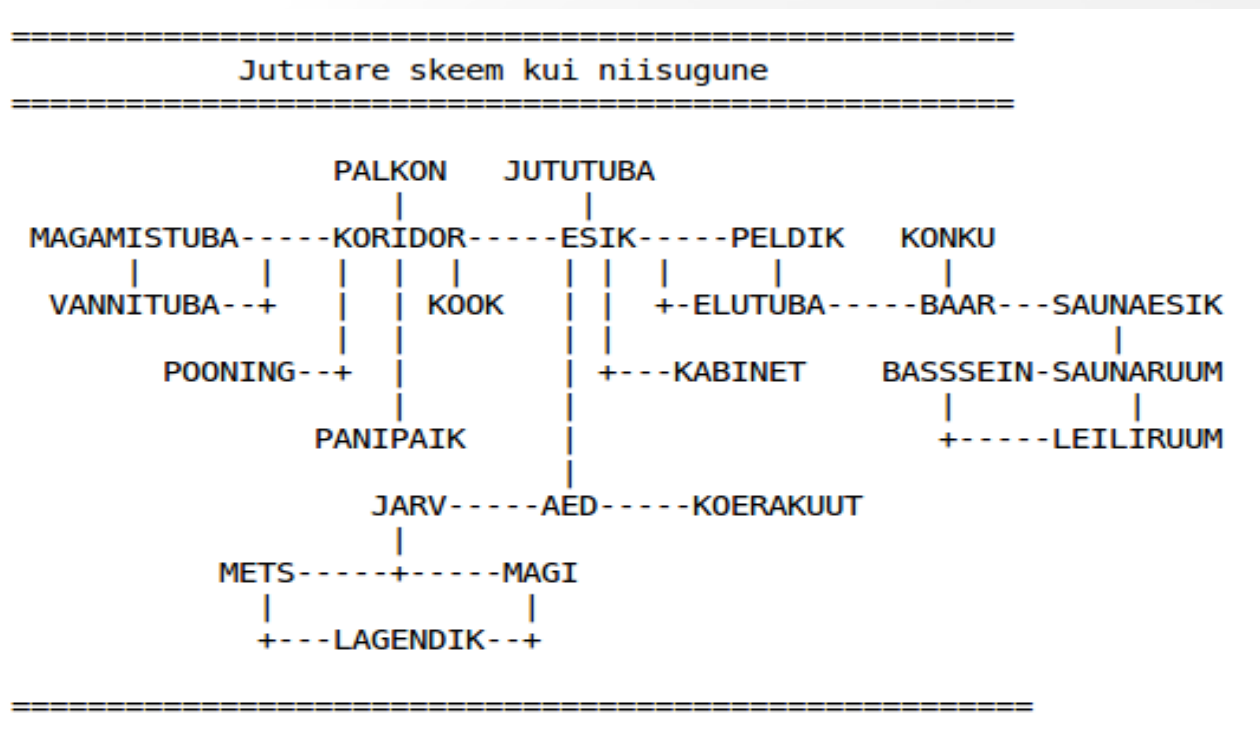 =====================================================
Jututare skeem kui niisugune
=====================================================
PALKON JUTUTUBA
| |
MAGAMISTUBA-----KORIDOR-----ESIK-----PELDIK KONKU
| | | | | | | | | |
VANNITUBA--+ | | KOOK | | +-ELUTUBA-----BAAR---SAUNAESIK
| | | | |
POONING--+ | | +---KABINET BASSSEIN-SAUNARUUM
| | | |
PANIPAIK | +-----LEILIRUUM
|
JARV-----AED-----KOERAKUUT
|
METS-----+-----MAGI
| |
+---LAGENDIK--+
======================================================